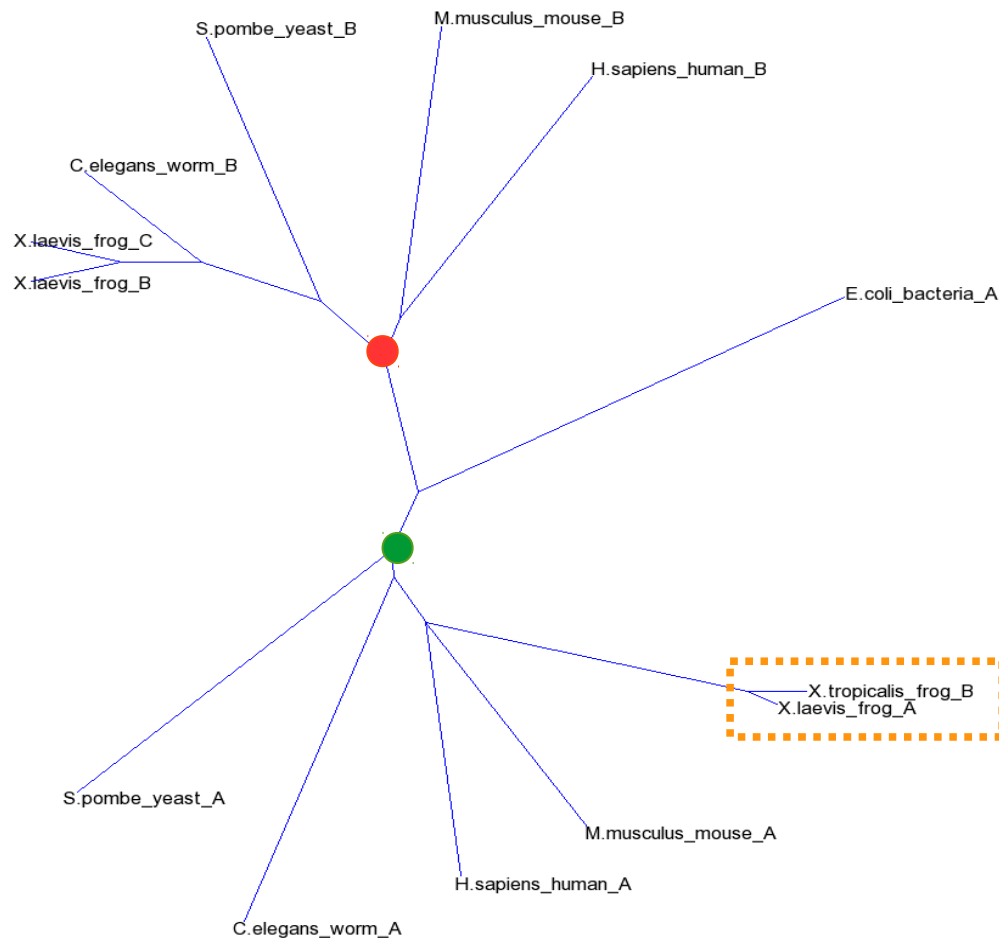 M.musculus_mouse_B
S.pombe_yeast_B
H.sapiens_human_B
C.elegans_worm_B
X.laevis_frog_C
X.laevis_frog_B
E.coli_bacteria_A
X.tropicalis_frog_B
X.laevis_frog_A
S.pombe_yeast_A
M.musculus_mouse_A
H.sapiens_human_A
C.elegans_worm_A